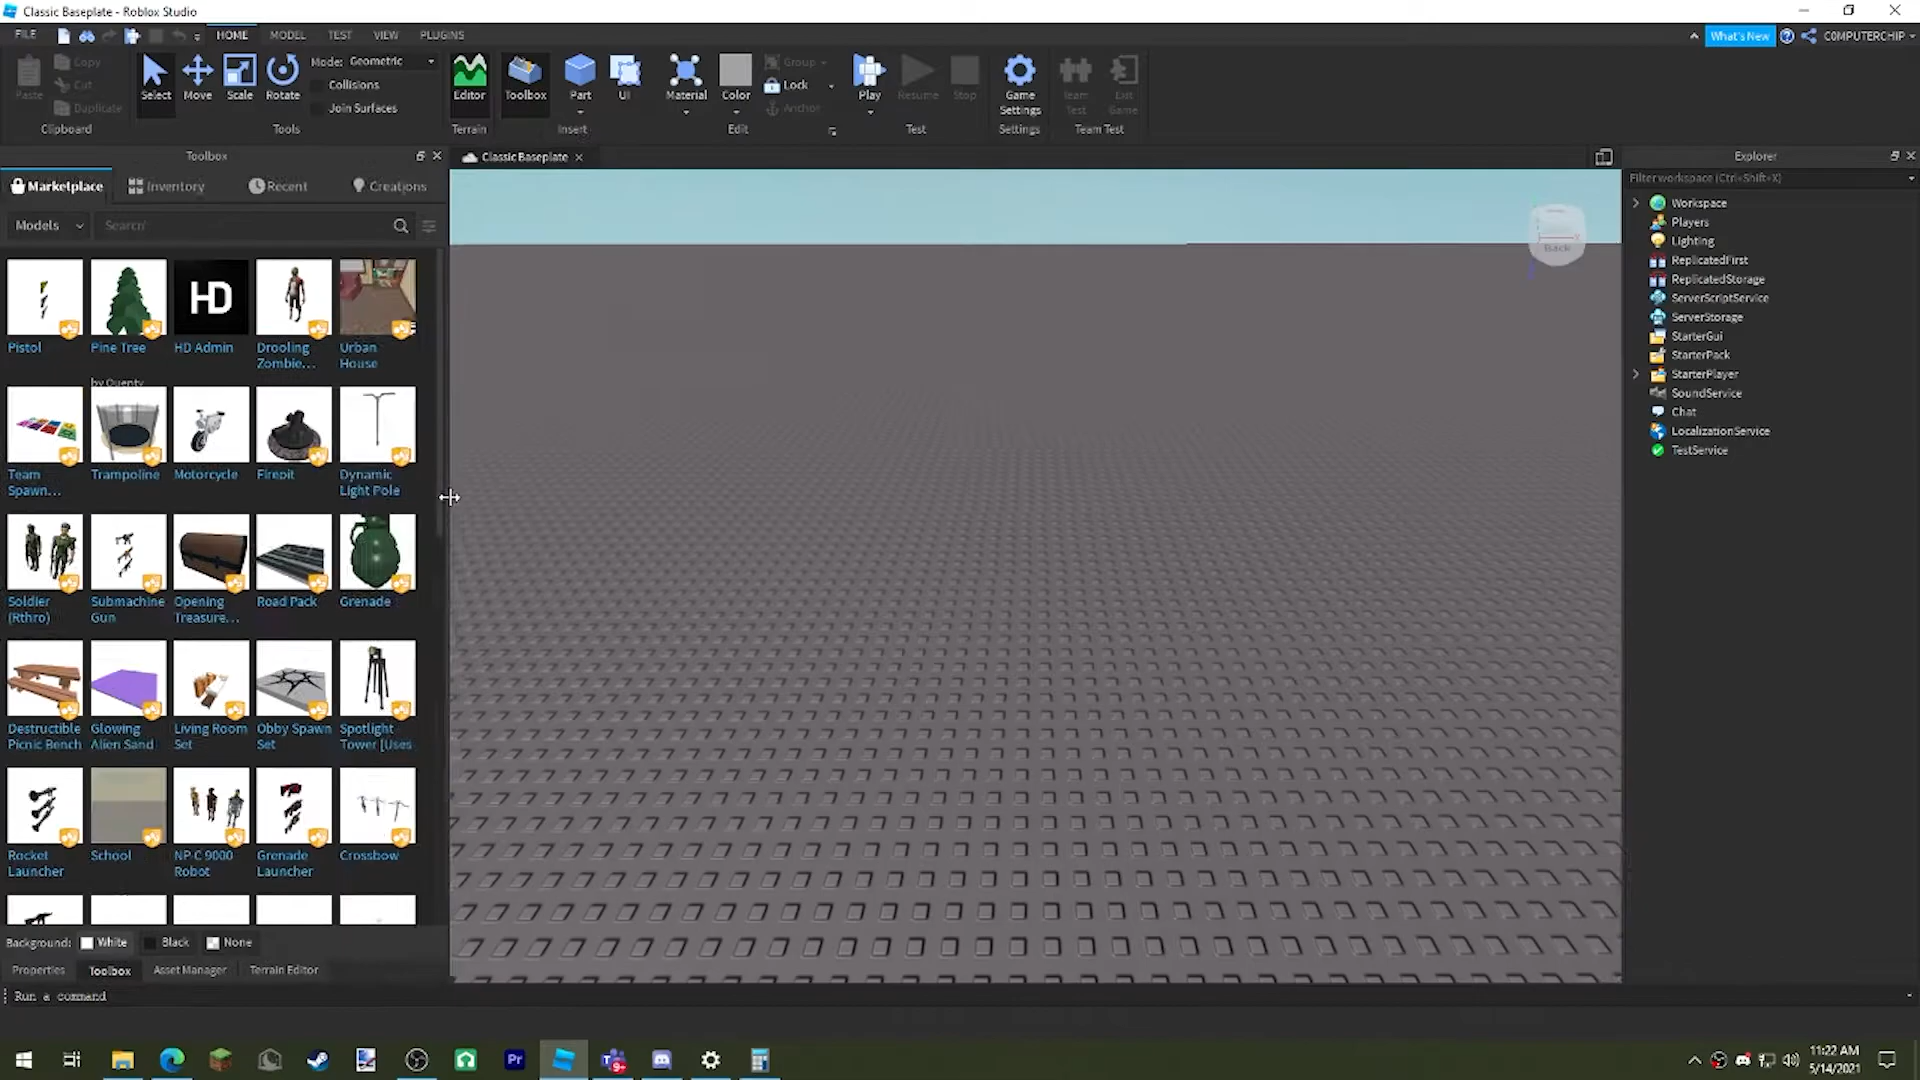 Classic Baseplate - Roblox Studio
FILE HOME MODEL TEST VIEW PLUGINS What's New C0MPUTERCHIP
Paste Copy Cut Duplicate Clipboard
Select Move Scale Rotate Mode: Geometric Collisions Join Surfaces Tools
Editor Terrain
Toolbox Part UI Insert
Material Color Group Lock Anchor Edit
Play Resume Stop Test
Game Settings Settings
Team Test Exit Game Team Test
Toolbox
Classic Baseplate
Explorer
Marketplace Inventory Recent Creations
Filter workspace (Ctrl+Shift+X)
Models Search
Pistol Pine Tree HD Admin Drooling Zombie... Urban House
HD
by Quenty
Team Spawn... Trampoline Motorcycle Firepit Dynamic Light Pole
Soldier (Rthro) Submachine Gun Opening Treasure... Road Pack Grenade
Destructible Picnic Bench Glowing Alien Sand Living Room Set Obby Spawn Set Spotlight Tower [Uses
Rocket Launcher School NPC 9000 Robot Grenade Launcher Crossbow
Background: White Black None
Properties Toolbox Asset Manager Terrain Editor
Run a command
Back
Workspace
Players
Lighting
ReplicatedFirst
ReplicatedStorage
ServerScriptService
ServerStorage
StarterGui
StarterPack
StarterPlayer
SoundService
Chat
LocalizationService
TestService
Pr
9+
11:22 AM
5/14/2021